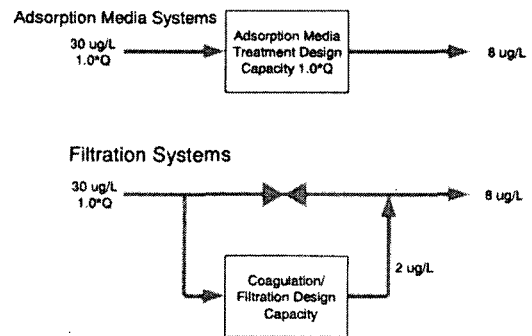 Adsorption Media Systems
30 ug/L
1.0*Q
Adsorption Media
Treatment Design
Capacity 1.0*Q
8 ug/L
Filtration Systems
30 ug/L
1.0*Q
8 ug/L
2 ug/L
Coagulation/
Filtration Design
Capacity